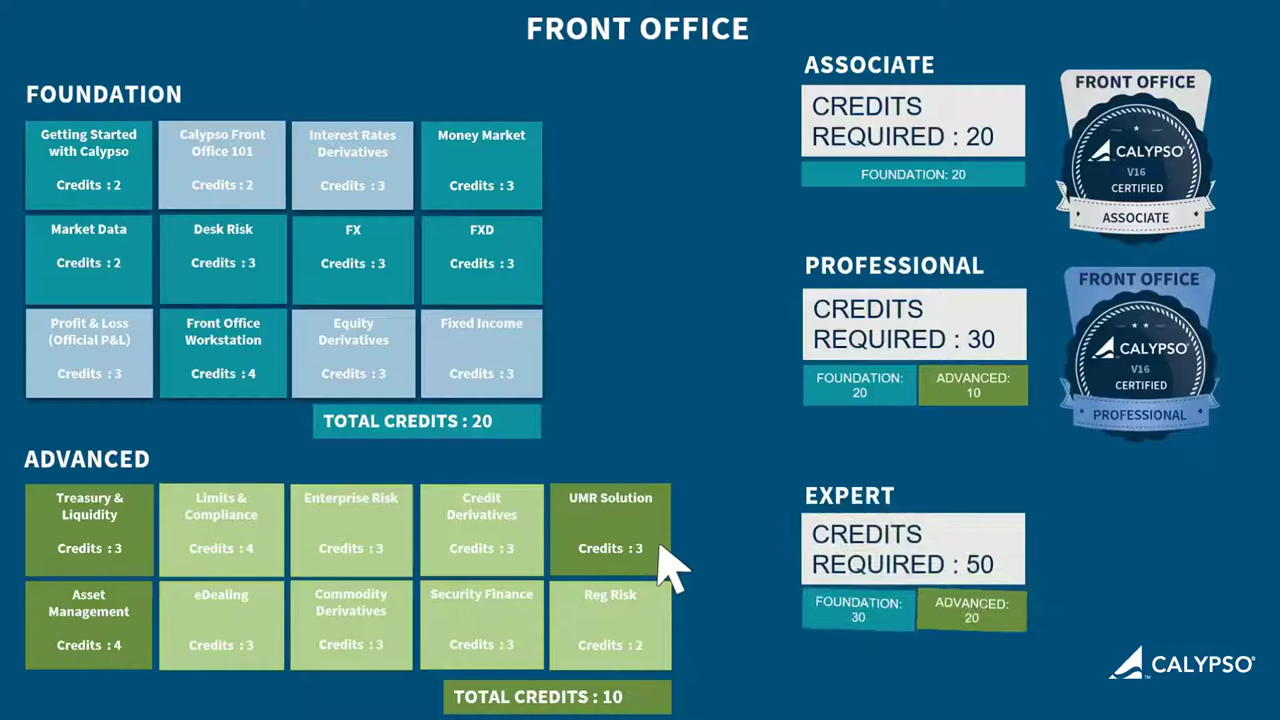 FRONT OFFICE
FOUNDATION
Getting Started
with Calypso
Credits : 2
Calypso Front
Office 101
Credits : 2
Interest Rates
Derivatives
Credits : 3
Money Market
Credits : 3
Market Data
Credits : 2
Desk Risk
Credits : 3
FX
Credits : 3
FXD
Credits : 3
Profit & Loss
(Official P&L)
Credits : 3
Front Office
Workstation
Credits : 4
Equity
Derivatives
Credits : 3
Fixed Income
Credits : 3
TOTAL CREDITS : 20
ADVANCED
Treasury &
Liquidity
Credits : 3
Limits &
Compliance
Credits : 4
Enterprise Risk
Credits : 3
Credit
Derivatives
Credits : 3
UMR Solution
Credits : 3
Asset
Management
Credits : 4
eDealing
Credits : 3
Commodity
Derivatives
Credits : 3
Security Finance
Credits : 3
Reg Risk
Credits : 2
TOTAL CREDITS : 10
ASSOCIATE
CREDITS
REQUIRED : 20
FOUNDATION: 20
FRONT OFFICE
CALYPSO
V16
CERTIFIED
ASSOCIATE
PROFESSIONAL
CREDITS
REQUIRED : 30
FOUNDATION:
20
ADVANCED:
10
FRONT OFFICE
CALYPSO
V16
CERTIFIED
PROFESSIONAL
EXPERT
CREDITS
REQUIRED : 50
FOUNDATION:
30
ADVANCED:
20
CALYPSO®